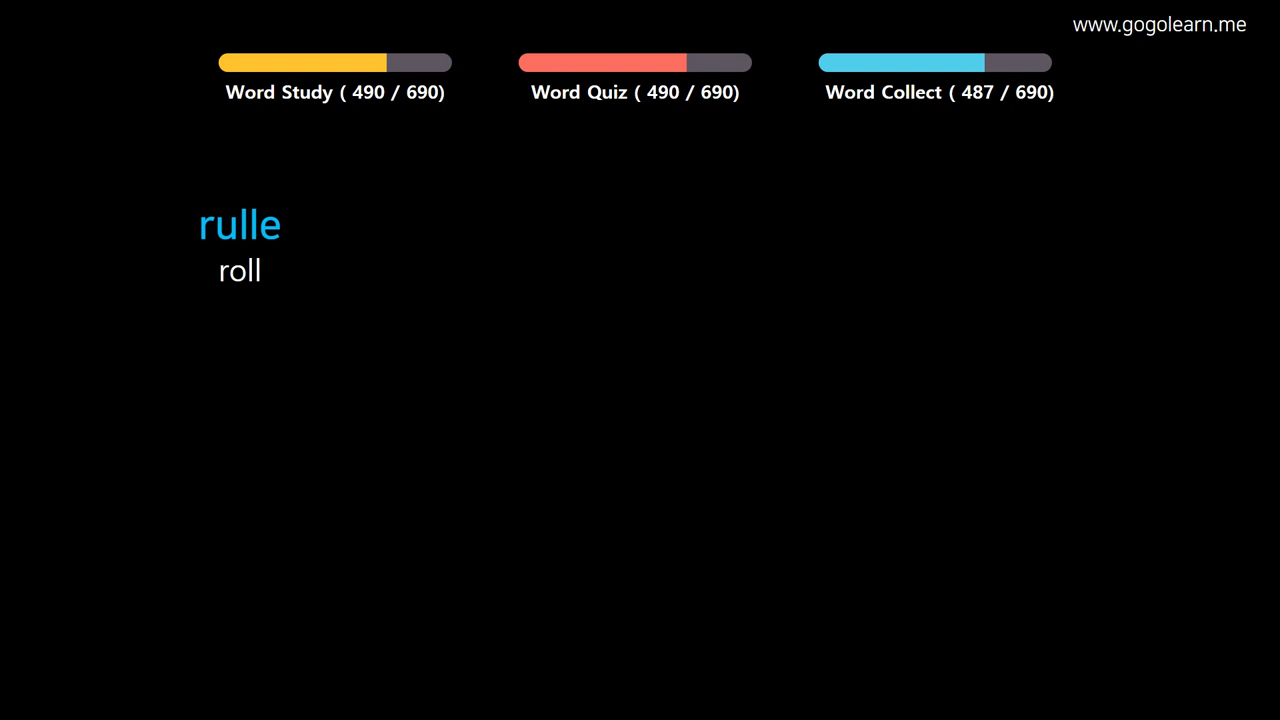 www.gogolearn.me
Word Study ( 490 / 690)
Word Quiz ( 490 / 690)
Word Collect ( 487 / 690)
rulle
roll